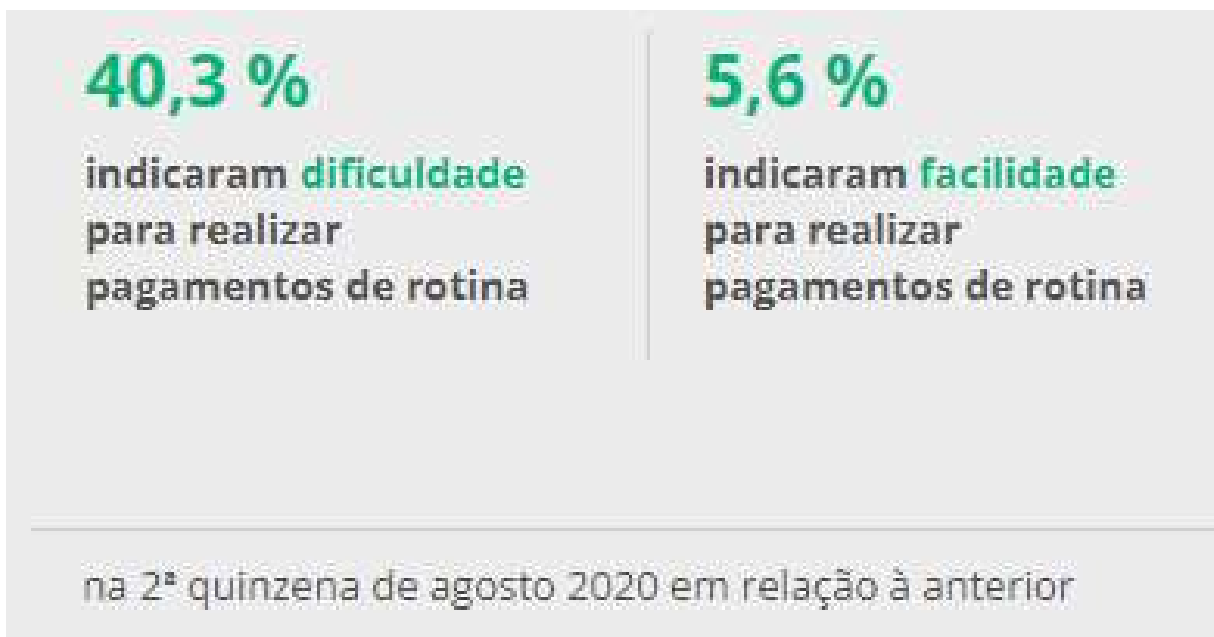 40,3 %
indicaram dificuldade
para realizar
pagamentos de rotina
5,6 %
indicaram facilidade
para realizar
pagamentos de rotina
na 2ª quinzena de agosto 2020 em relação à anterior